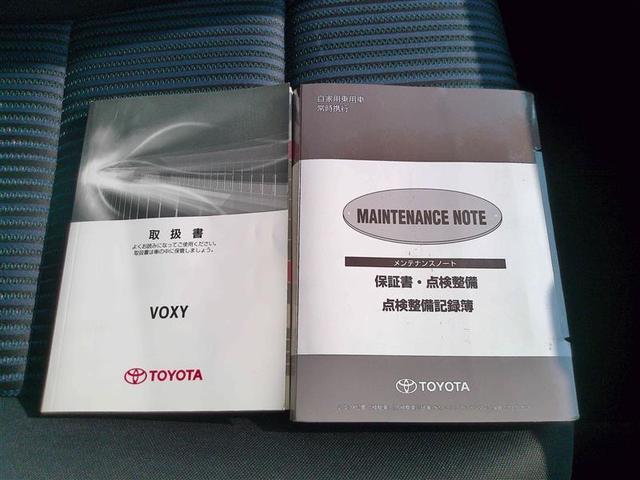 取扱書
よくお読みになってご使用ください。
取扱書は車の中に保管しましょう。
VOXY
TOYOTA
自家用乗用車
常時携行
MAINTENANCE NOTE
メンテナンスノート
保証書・点検整備
点検整備記録簿
TOYOTA